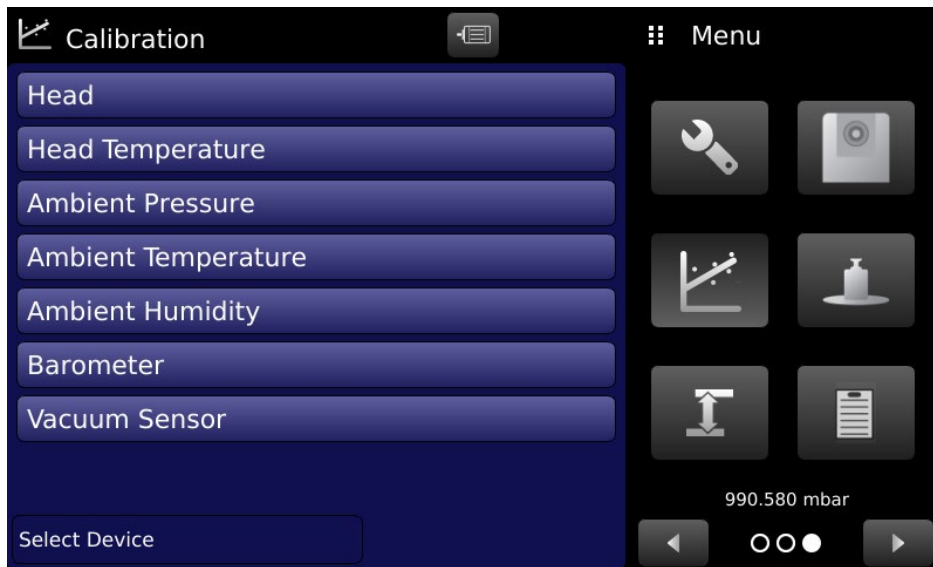 Calibration
Menu
Head
Head Temperature
Ambient Pressure
Ambient Temperature
Ambient Humidity
Barometer
Vacuum Sensor
990.580 mbar
Select Device